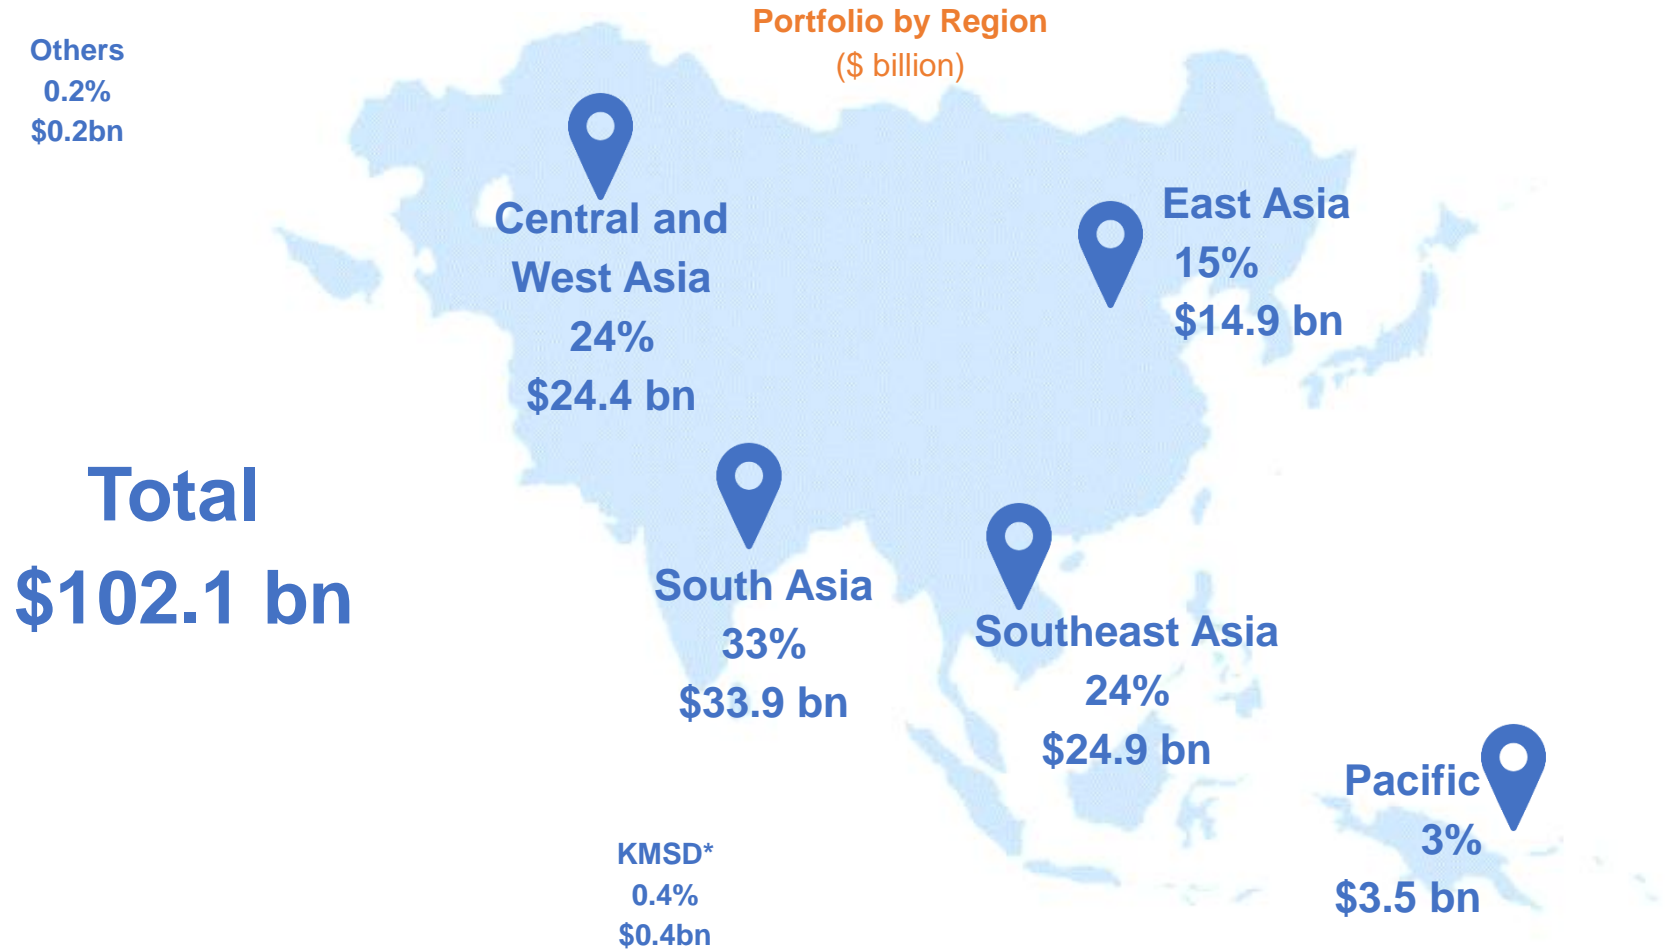 Portfolio by Region
($ billion)
Others
0.2%
$0.2bn
Central and
West Asia
24%
$24.4 bn
East Asia
15%
$14.9 bn
Total
$102.1 bn
South Asia
33%
$33.9 bn
Southeast Asia
24%
$24.9 bn
Pacific
3%
$3.5 bn
KMSD*
0.4%
$0.4bn